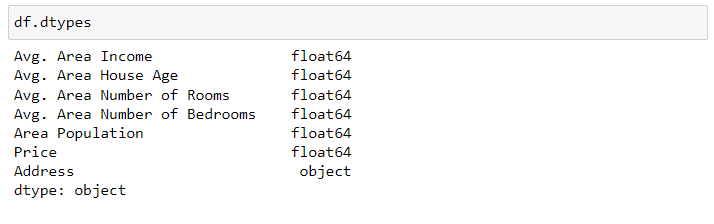 df.dtypes
Avg. Area Income float64
Avg. Area House Age float64
Avg. Area Number of Rooms float64
Avg. Area Number of Bedrooms float64
Area Population float64
Price float64
Address object
dtype: object